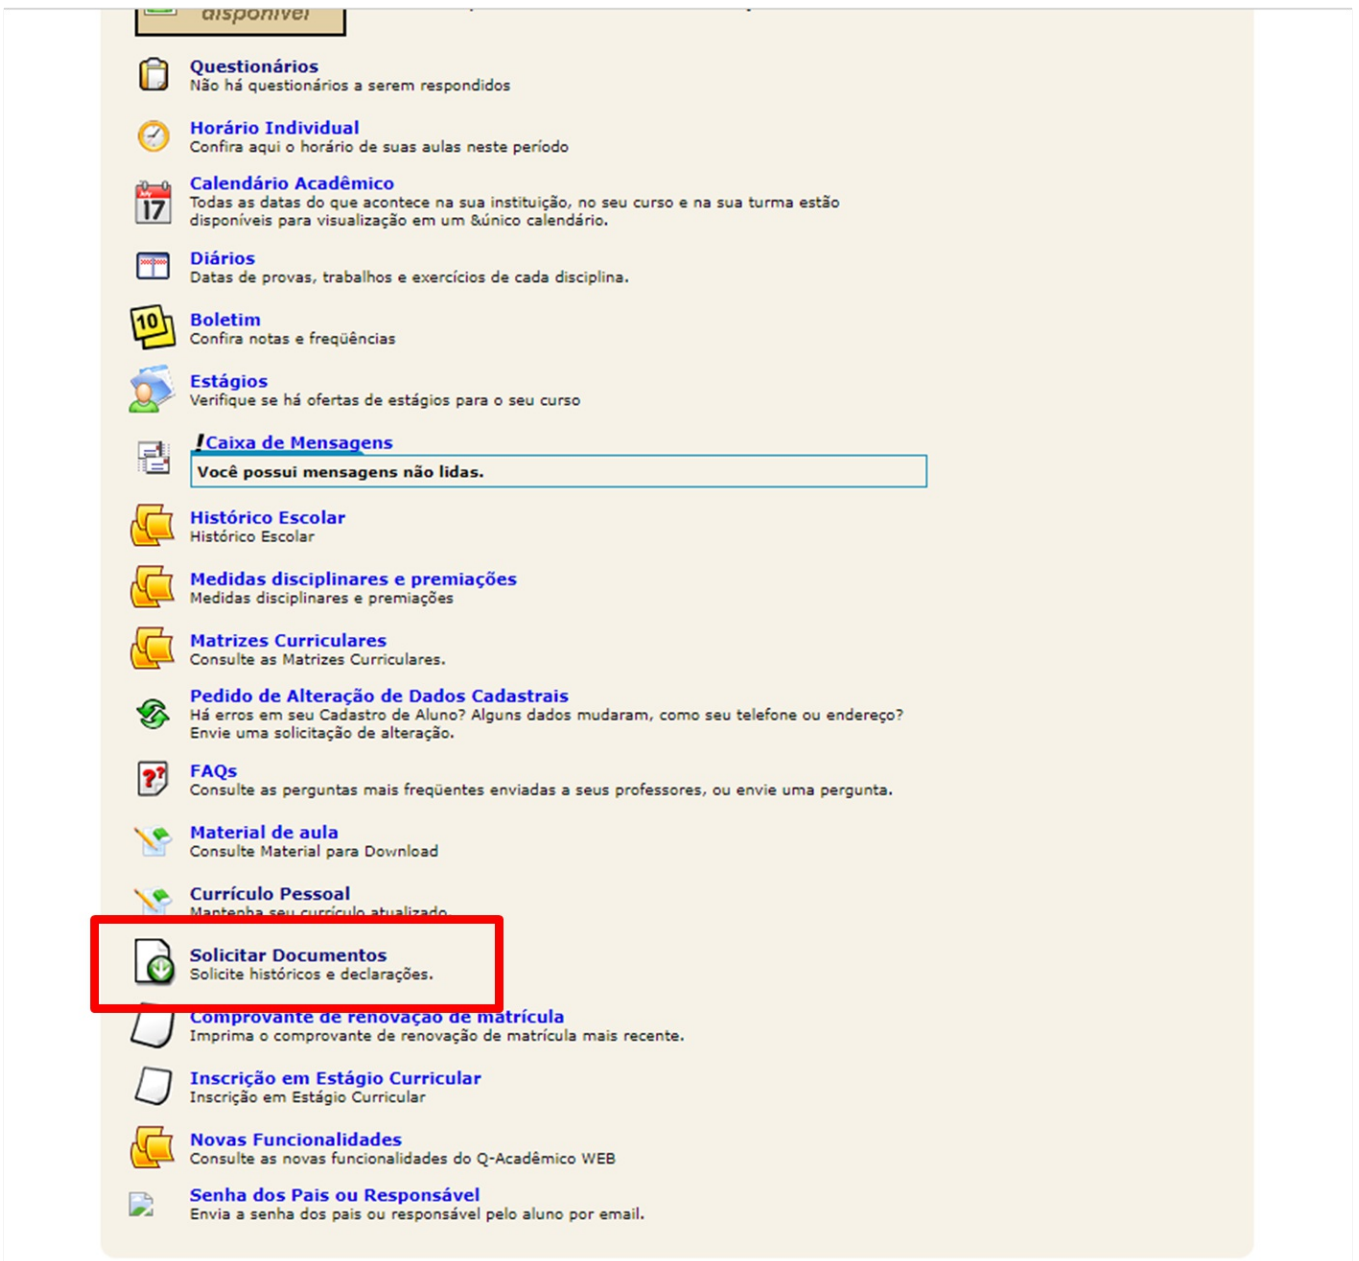 disponível
Questionários
Não há questionários a serem respondidos
Horário Individual
Confira aqui o horário de suas aulas neste período
July
17
Calendário Acadêmico
Todas as datas do que acontece na sua instituição, no seu curso e na sua turma estão
disponíveis para visualização em um &único calendário.
Diários
Datas de provas, trabalhos e exercícios de cada disciplina.
10
Boletim
Confira notas e freqüências
Estágios
Verifique se há ofertas de estágios para o seu curso
!Caixa de Mensagens
Você possui mensagens não lidas.
Histórico Escolar
Histórico Escolar
Medidas disciplinares e premiações
Medidas disciplinares e premiações
Matrizes Curriculares
Consulte as Matrizes Curriculares.
Pedido de Alteração de Dados Cadastrais
Há erros em seu Cadastro de Aluno? Alguns dados mudaram, como seu telefone ou endereço?
Envie uma solicitação de alteração.
??
FAQs
Consulte as perguntas mais freqüentes enviadas a seus professores, ou envie uma pergunta.
Material de aula
Consulte Material para Download
Currículo Pessoal
Mantenha seu currículo atualizado.
Solicitar Documentos
Solicite históricos e declarações.
Comprovante de renovação de matrícula
Imprima o comprovante de renovação de matrícula mais recente.
Inscrição em Estágio Curricular
Inscrição em Estágio Curricular
Novas Funcionalidades
Consulte as novas funcionalidades do Q-Acadêmico WEB
Senha dos Pais ou Responsável
Envia a senha dos pais ou responsável pelo aluno por email.